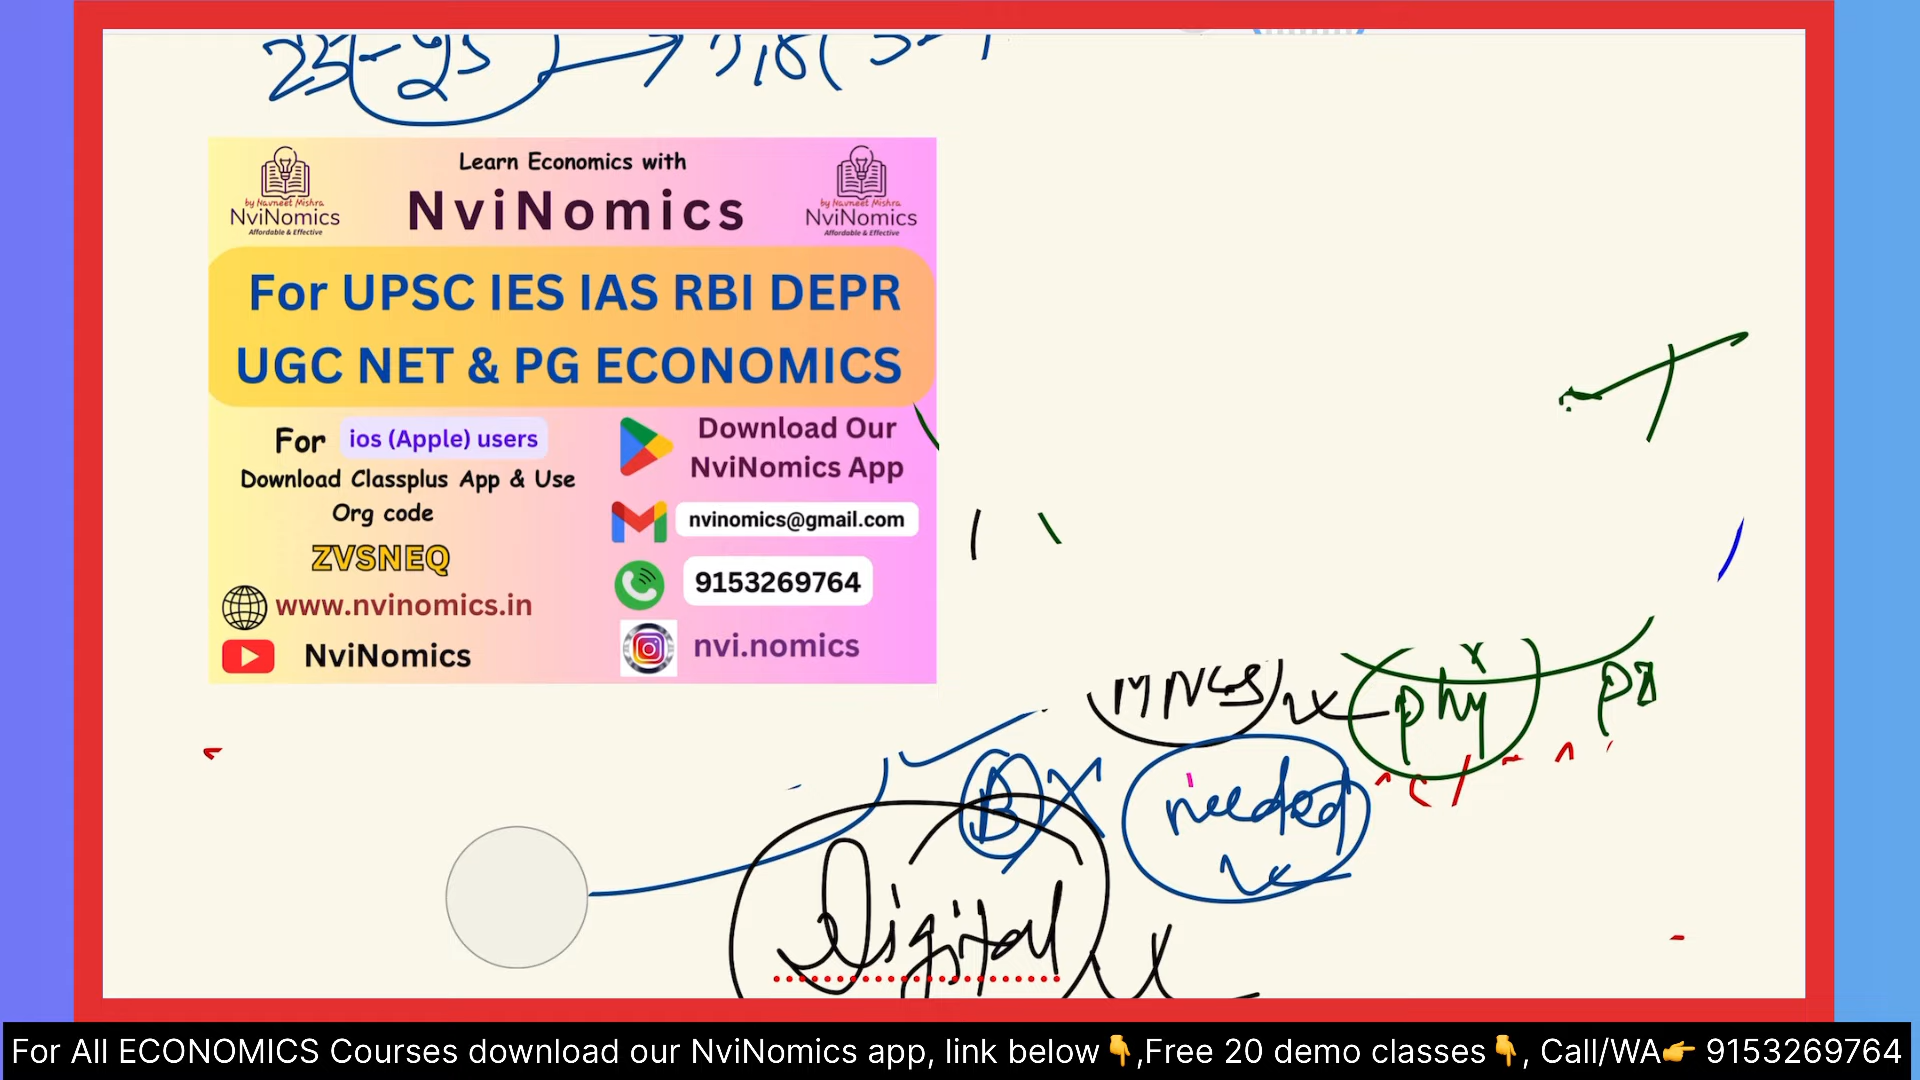 Learn Economics with
NviNomics
by Navneet Mishra
NviNomics
Affordable & Effective
by Navneet Mishra
NviNomics
Affordable & Effective
For UPSC IES IAS RBI DEPR
UGC NET & PG ECONOMICS
For ios (Apple) users
Download Classplus App & Use
Org code
ZVSNEQ
www.nvinomics.in
NviNomics
Download Our
NviNomics App
nvinomics@gmail.com
9153269764
nvi.nomics
MNCs phy
B needed
Digital
For All ECONOMICS Courses download our NviNomics app, link below👇,Free 20 demo classes👇, Call/WA👉 9153269764